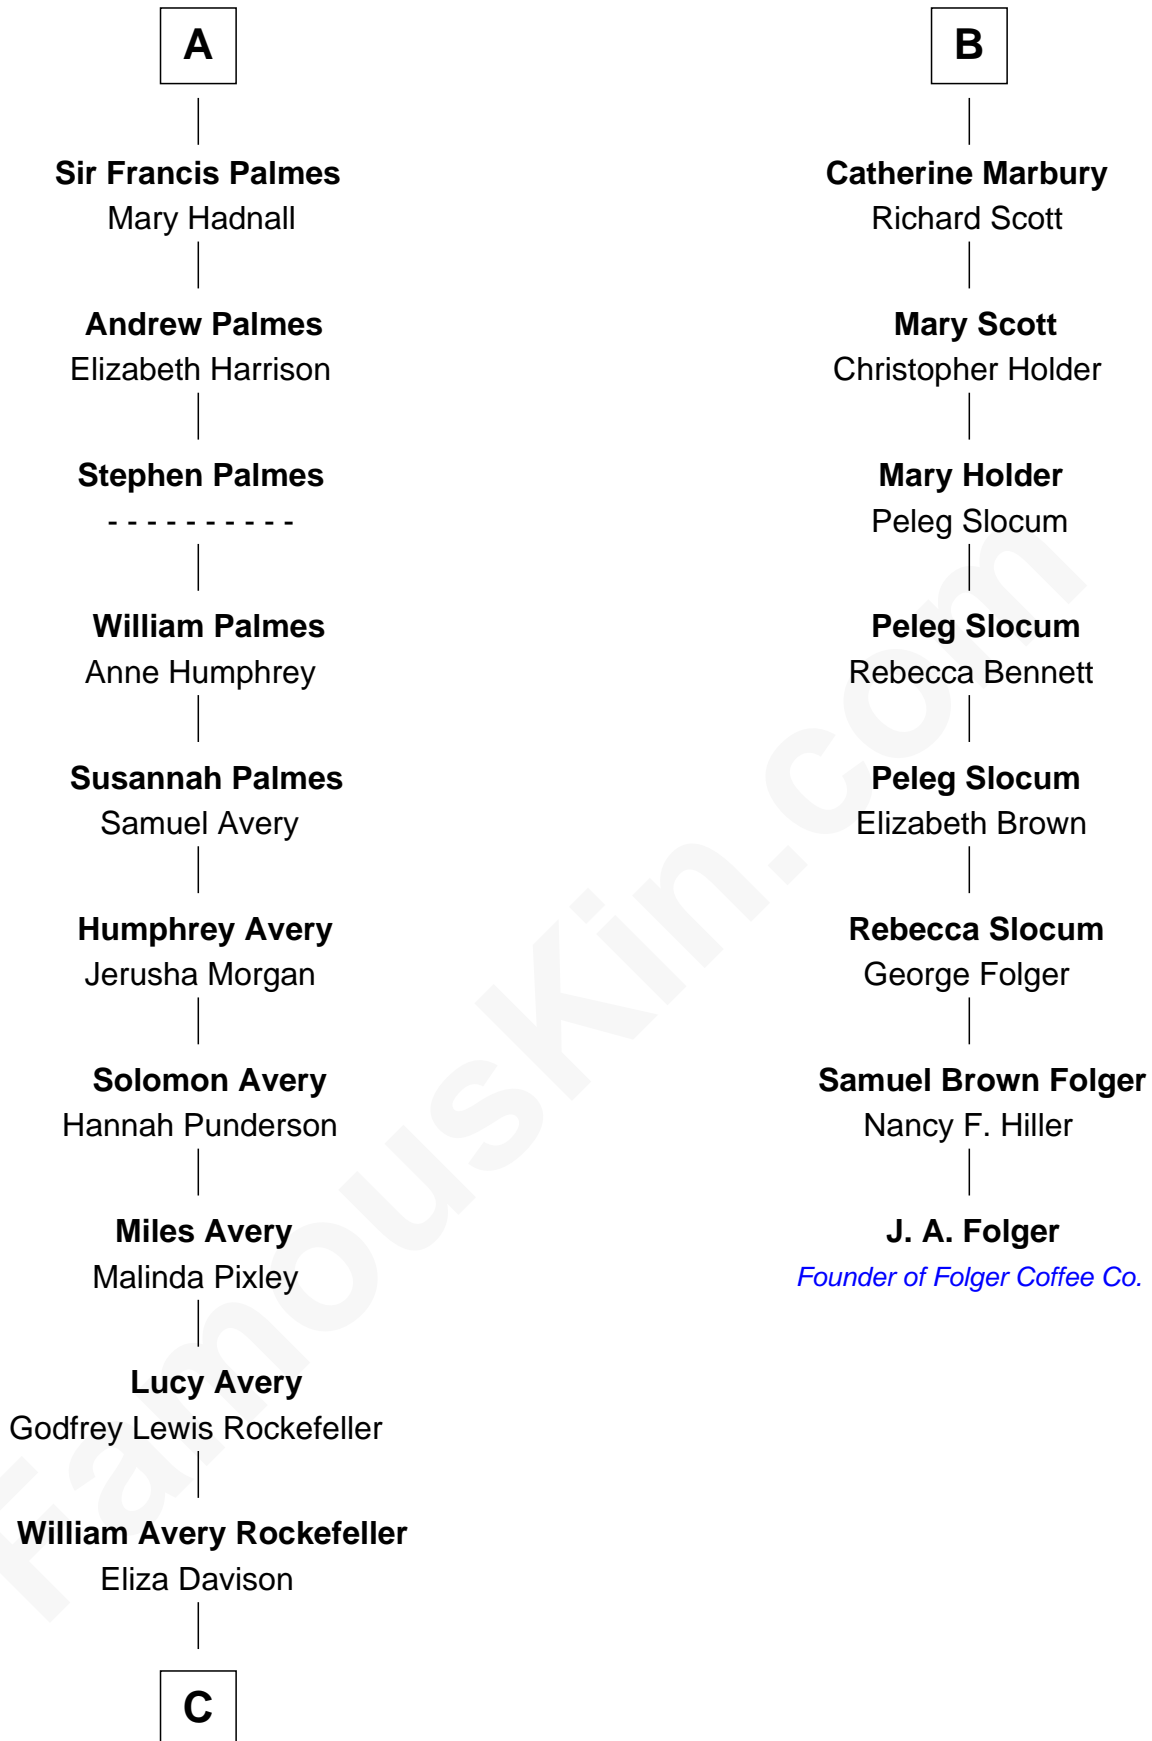 A
Sir Francis Palmes
Mary Hadnall
Andrew Palmes
Elizabeth Harrison
Stephen Palmes
- - - - - - - - - -
William Palmes
Anne Humphrey
Susannah Palmes
Samuel Avery
Humphrey Avery
Jerusha Morgan
Solomon Avery
Hannah Punderson
Miles Avery
Malinda Pixley
Lucy Avery
Godfrey Lewis Rockefeller
William Avery Rockefeller
Eliza Davison
C
B
Catherine Marbury
Richard Scott
Mary Scott
Christopher Holder
Mary Holder
Peleg Slocum
Peleg Slocum
Rebecca Bennett
Peleg Slocum
Elizabeth Brown
Rebecca Slocum
George Folger
Samuel Brown Folger
Nancy F. Hiller
J. A. Folger
Founder of Folger Coffee Co.
FamousKin.com